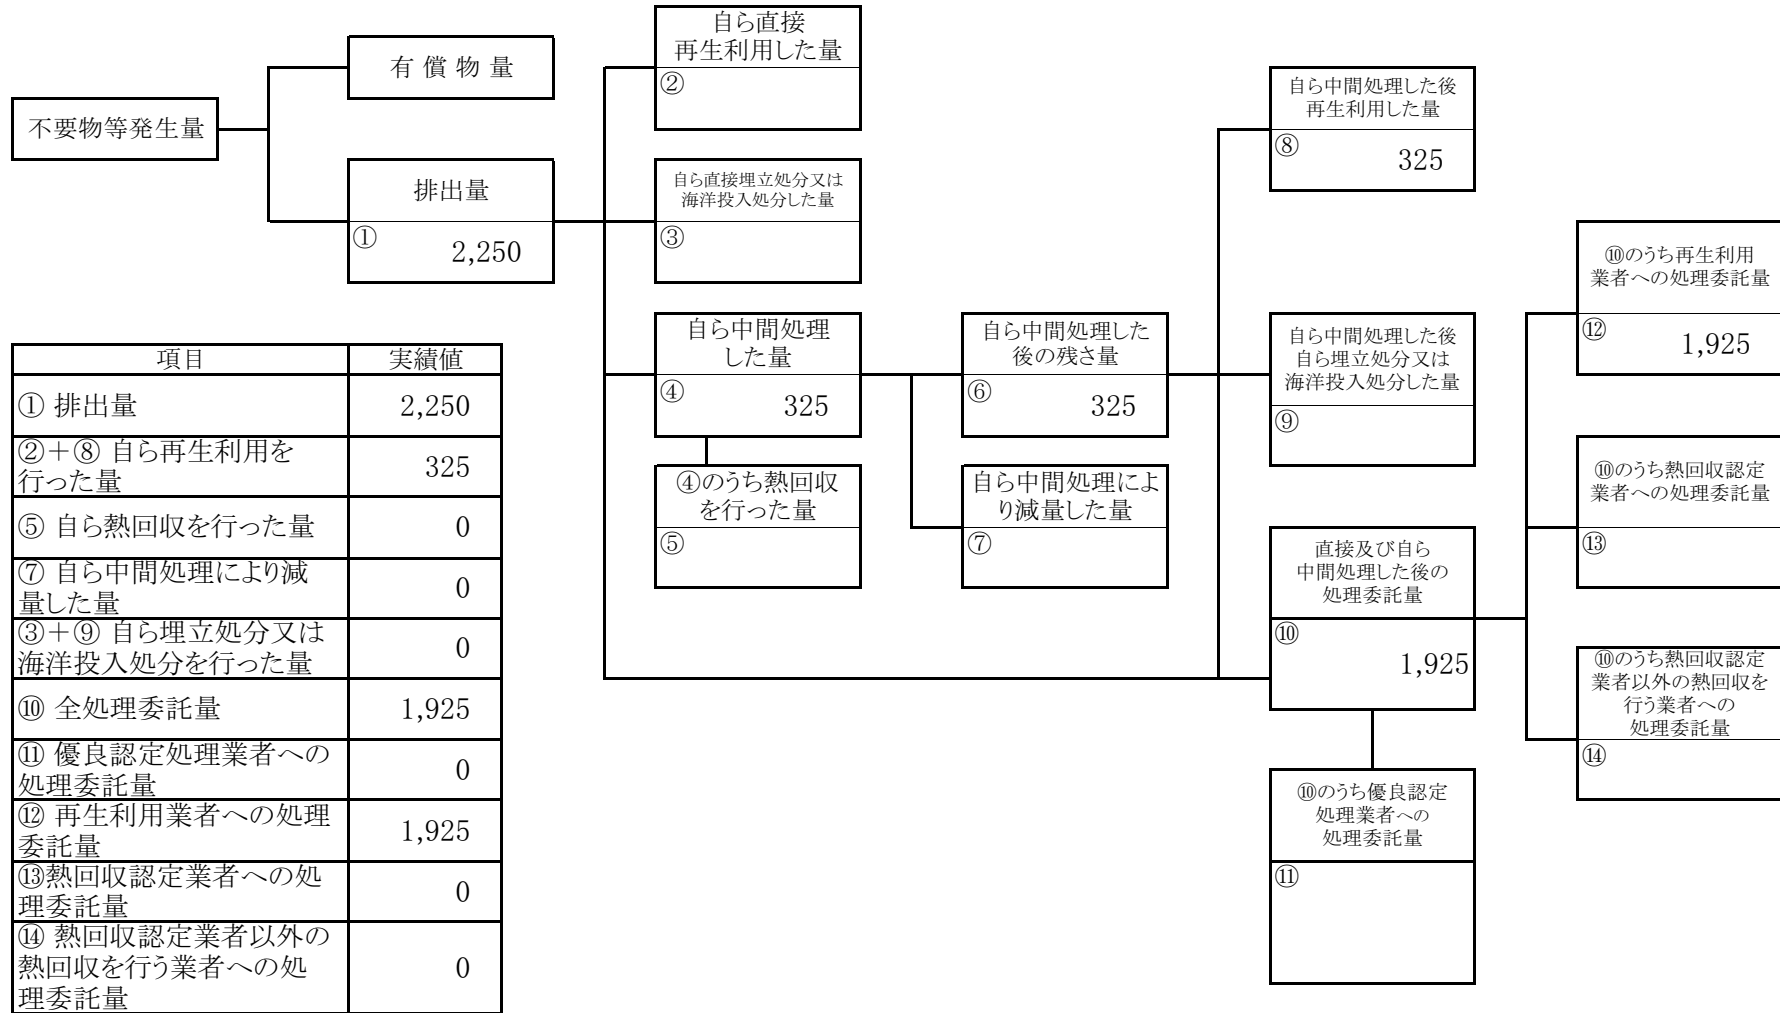 不要物等発生量
有 償 物 量
排出量
①
2,250
自ら直接
再生利用した量
②
自ら直接埋立処分又は
海洋投入処分した量
③
自ら中間処理
した量
④
325
④のうち熱回収
を行った量
⑤
自ら中間処理した
後の残さ量
⑥
325
自ら中間処理によ
り減量した量
⑦
自ら中間処理した後
再生利用した量
⑧
325
自ら中間処理した後
自ら埋立処分又は
海洋投入処分した量
⑨
直接及び自ら
中間処理した後の
処理委託量
⑩
1,925
⑩のうち優良認定
処理業者への
処理委託量
⑪
⑩のうち再生利用
業者への処理委託量
⑫
1,925
⑩のうち熱回収認定
業者への処理委託量
⑬
⑩のうち熱回収認定
業者以外の熱回収を
行う業者への
処理委託量
⑭
項目 実績値
① 排出量 2,250
②＋⑧ 自ら再生利用を
行った量 325
⑤ 自ら熱回収を行った量 0
⑦ 自ら中間処理により減
量した量 0
③＋⑨ 自ら埋立処分又は
海洋投入処分を行った量 0
⑩ 全処理委託量 1,925
⑪ 優良認定処理業者への
処理委託量 0
⑫ 再生利用業者への処理
委託量 1,925
⑬熱回収認定業者への処
理委託量 0
⑭ 熱回収認定業者以外の
熱回収を行う業者への処
理委託量 0